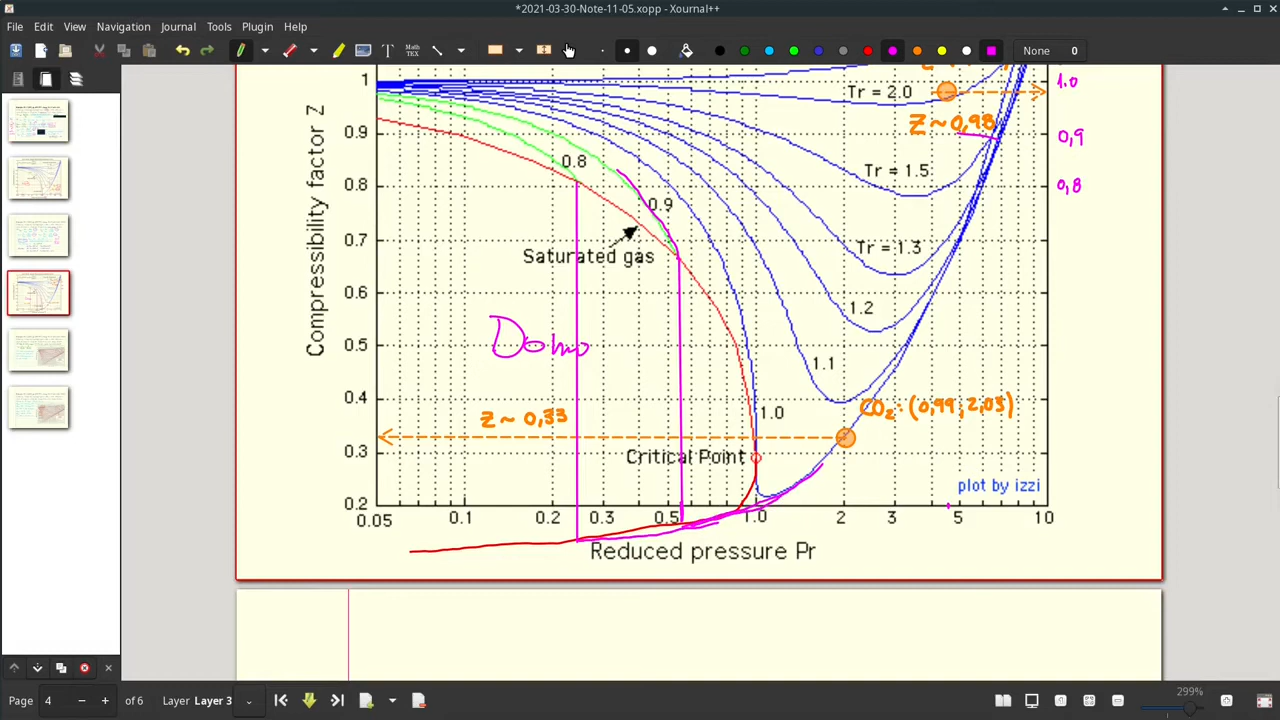 *2021-03-30-Note-11-05.xopp - Xournal++
File Edit View Navigation Journal Tools Plugin Help
Math
TEX
None 0
1 1.0
Tr = 2.0
Z ~ 0,98
0.9 0,9
0.8 Tr = 1.5
0.8 0,8
0.9
0.7 Tr = 1.3
Saturated gas
0.6 1.2
Compressibility factor Z
0.5 1.1
0.4 1.0 CO2: (0,99; 2,03)
Z ~ 0,33
0.3 Critical Point
plot by izzi
0.2
0.05 0.1 0.2 0.3 0.5 1.0 2 3 5 10
Reduced pressure Pr
Page 4 of 6 Layer Layer 3 299%